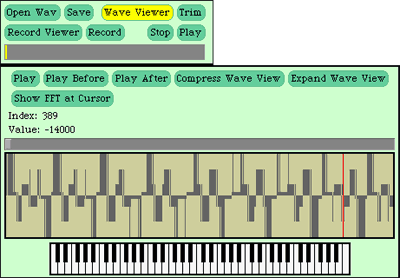 Open Wav Save Wave Viewer Trim
Record Viewer Record Stop Play
Play Play Before Play After Compress Wave View Expand Wave View
Show FFT at Cursor
Index: 389
Value: -14000